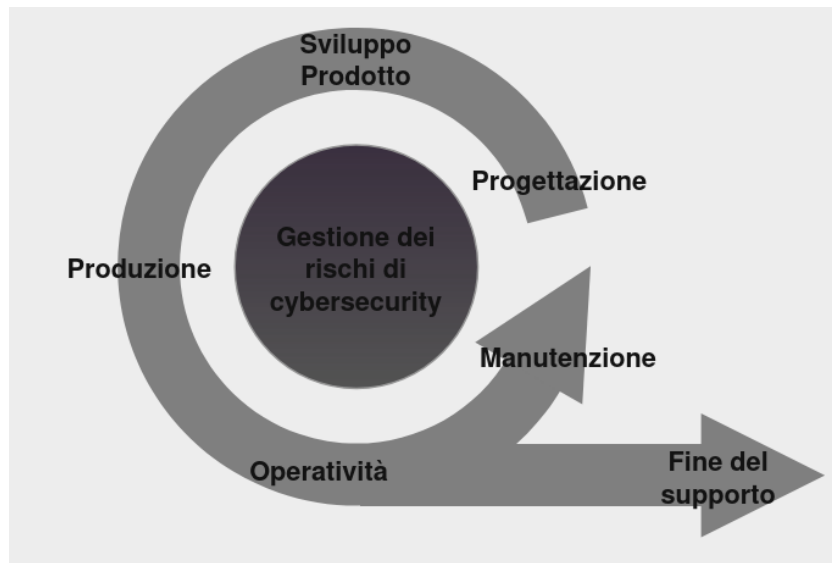 Sviluppo
Prodotto
Progettazione
Gestione dei
rischi di
cybersecurity
Produzione
Manutenzione
Operatività
Fine del
supporto